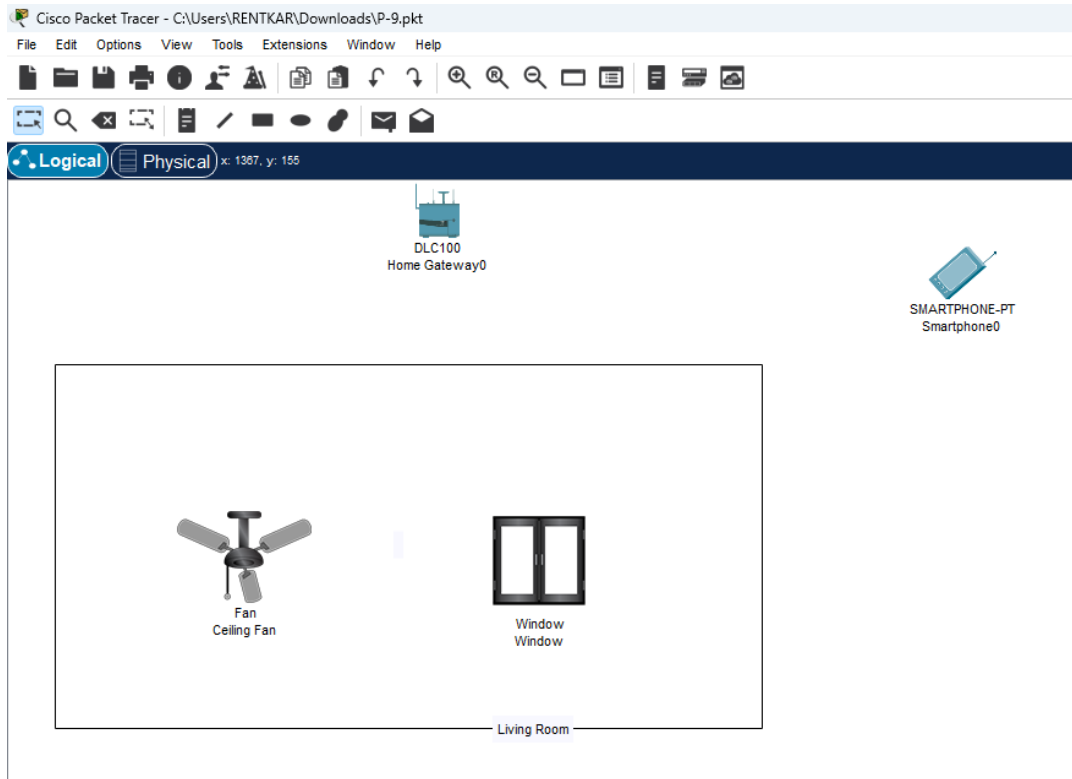 Cisco Packet Tracer - C:\Users\RENTKAR\Downloads\P-9.pkt
File Edit Options View Tools Extensions Window Help
Logical Physical x: 1367, y: 155
DLC100
Home Gateway0
SMARTPHONE-PT
Smartphone0
Fan
Ceiling Fan
Window
Window
Living Room